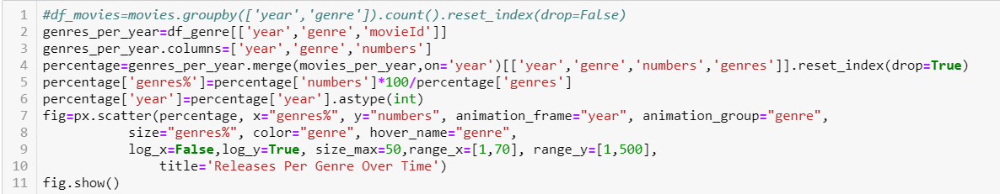 1 #df_movies=movies.groupby(['year','genre']).count().reset_index(drop=False)
2 genres_per_year=df_genre[['year','genre','movieId']]
3 genres_per_year.columns=['year','genre','numbers']
4 percentage=genres_per_year.merge(movies_per_year,on='year')[['year','genre','numbers','genres']].reset_index(drop=True)
5 percentage['genres%']=percentage['numbers']*100/percentage['genres']
6 percentage['year']=percentage['year'].astype(int)
7 fig=px.scatter(percentage, x="genres%", y="numbers", animation_frame="year", animation_group="genre",
8 size="genres%", color="genre", hover_name="genre",
9 log_x=False,log_y=True, size_max=50,range_x=[1,70], range_y=[1,500],
10 title='Releases Per Genre Over Time')
11 fig.show()